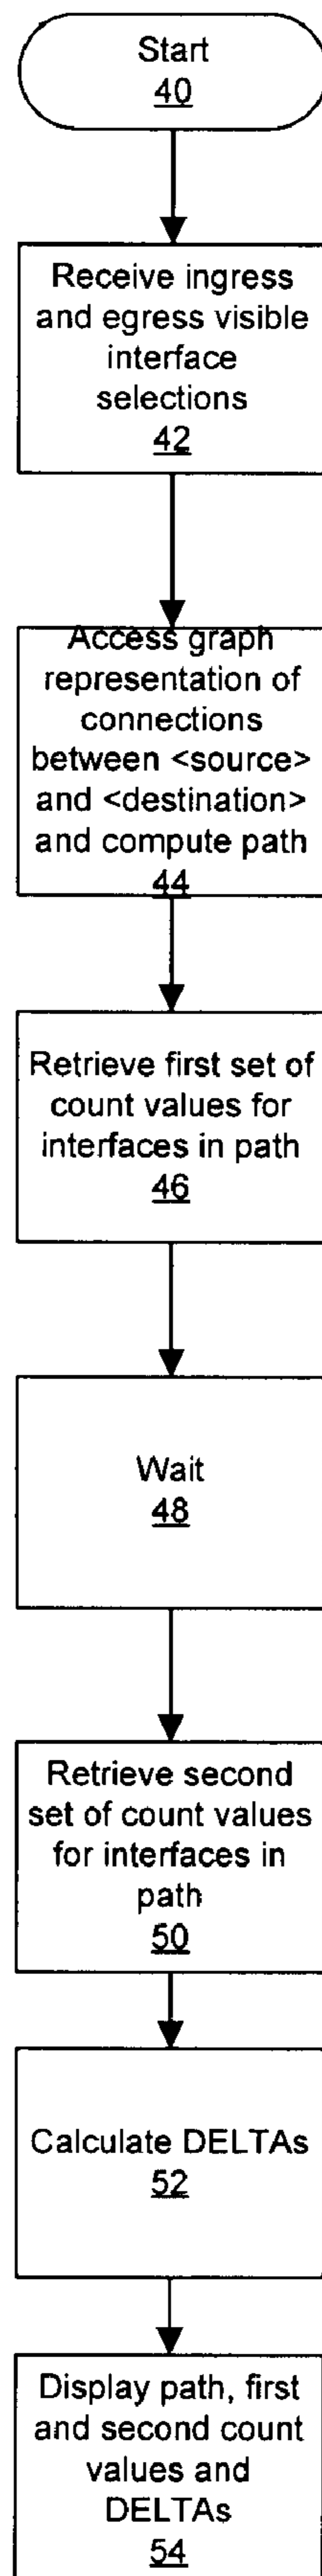 Start
40
Receive ingress
and egress visible
interface
selections
42
Access graph
representation of
connections
between <source>
and <destination>
and compute path
44
Retrieve first set of
count values for
interfaces in path
46
Wait
48
Retrieve second
set of count values
for interfaces in
path
50
Calculate DELTAs
52
Display path, first
and second count
values and
DELTAs
54